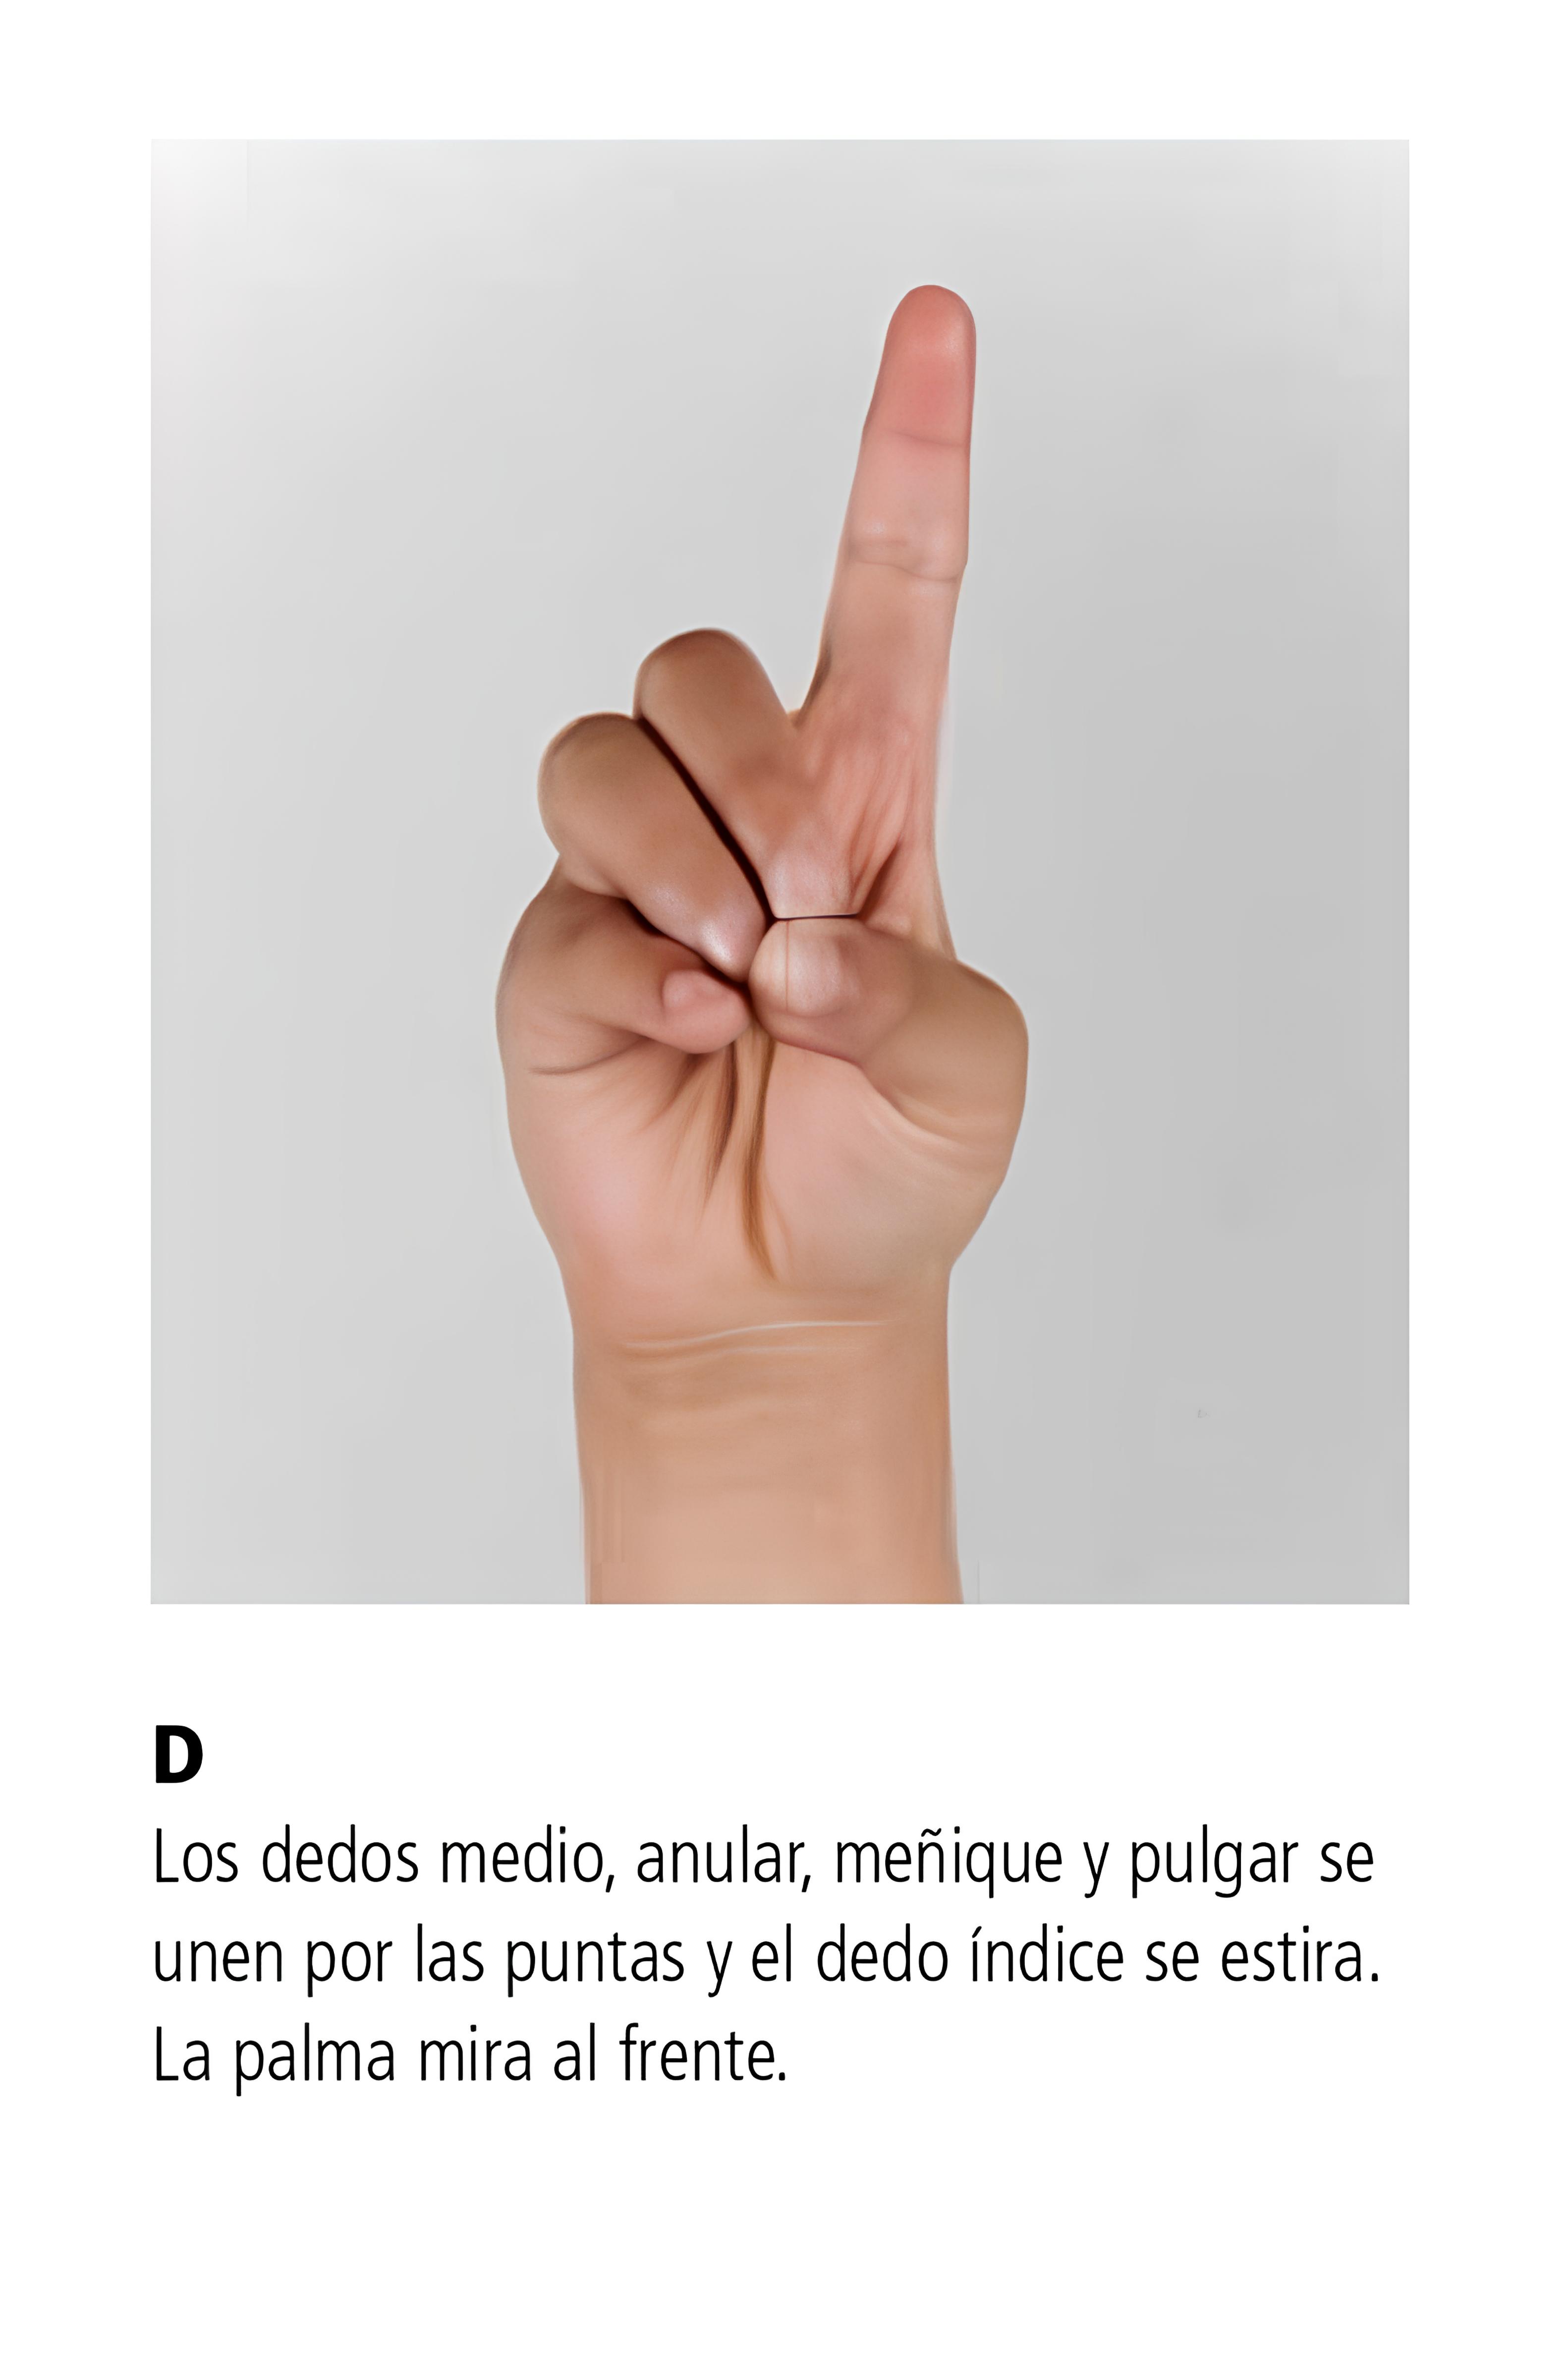 D
Los dedos medio, anular, meñique y pulgar se
unen por las puntas y el dedo índice se estira.
La palma mira al frente.